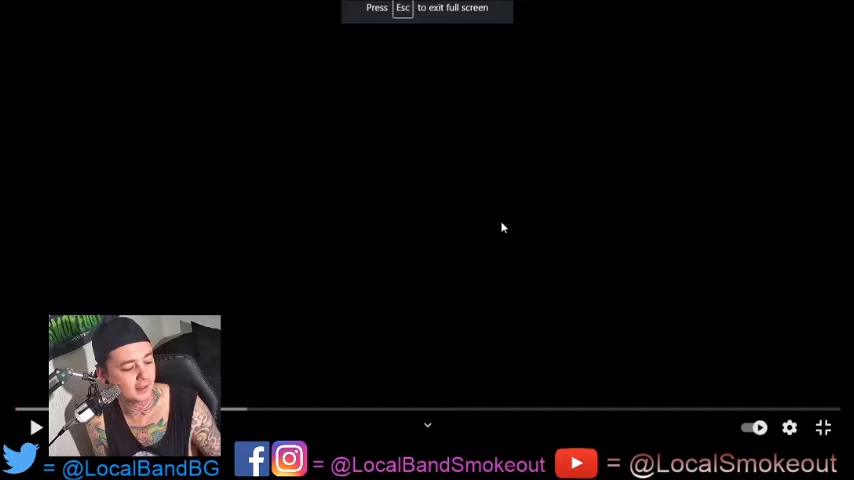 Press Esc to exit full screen
= @LocalBandBG = @LocalBandSmokeout = @LocalSmokeout